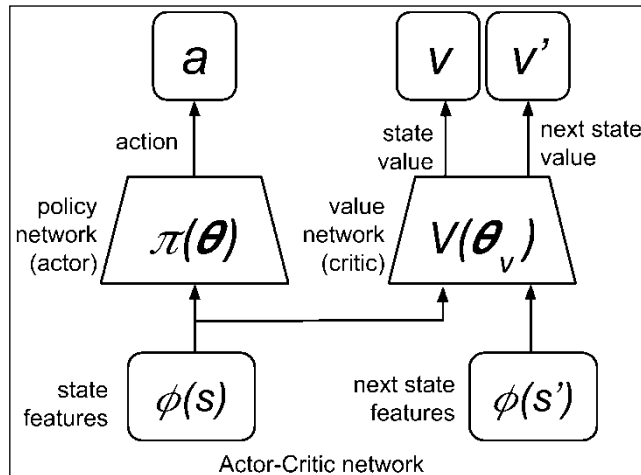 a
v
v’
action
state
value
next state
value
policy
network
(actor)
π(θ)
value
network
(critic)
V(θᵥ)
state
features
ϕ(s)
next state
features
ϕ(s’)
Actor-Critic network